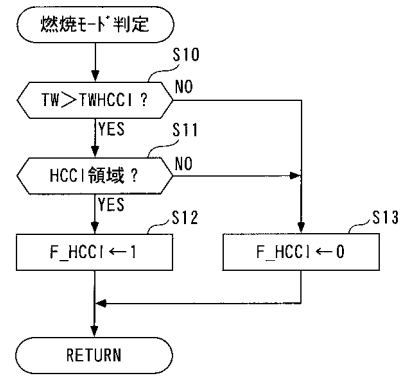 燃焼ﾓｰﾄﾞ判定
S10
TW＞TWHCCI ?
NO
YES
S11
HCCI領域 ?
NO
YES
S12
F_HCCI←1
S13
F_HCCI←0
RETURN